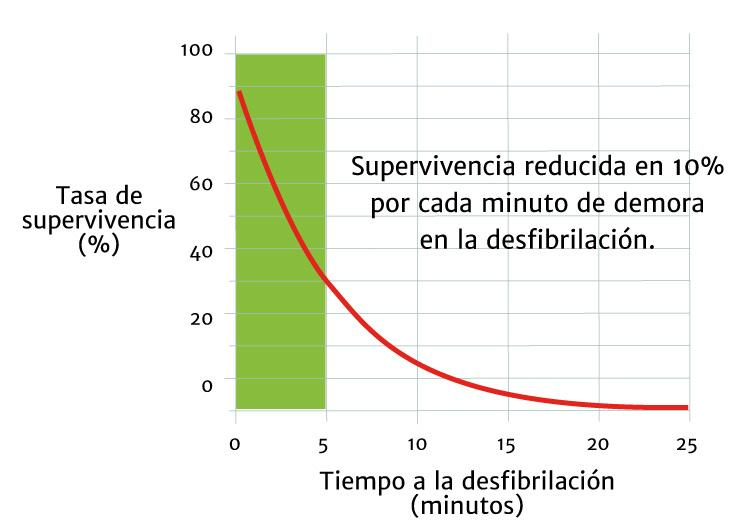 100
80
60
40
20
0
Tasa de
supervivencia
(%)
Supervivencia reducida en 10%
por cada minuto de demora
en la desfibrilación.
0 5 10 15 20 25
Tiempo a la desfibrilación
(minutos)